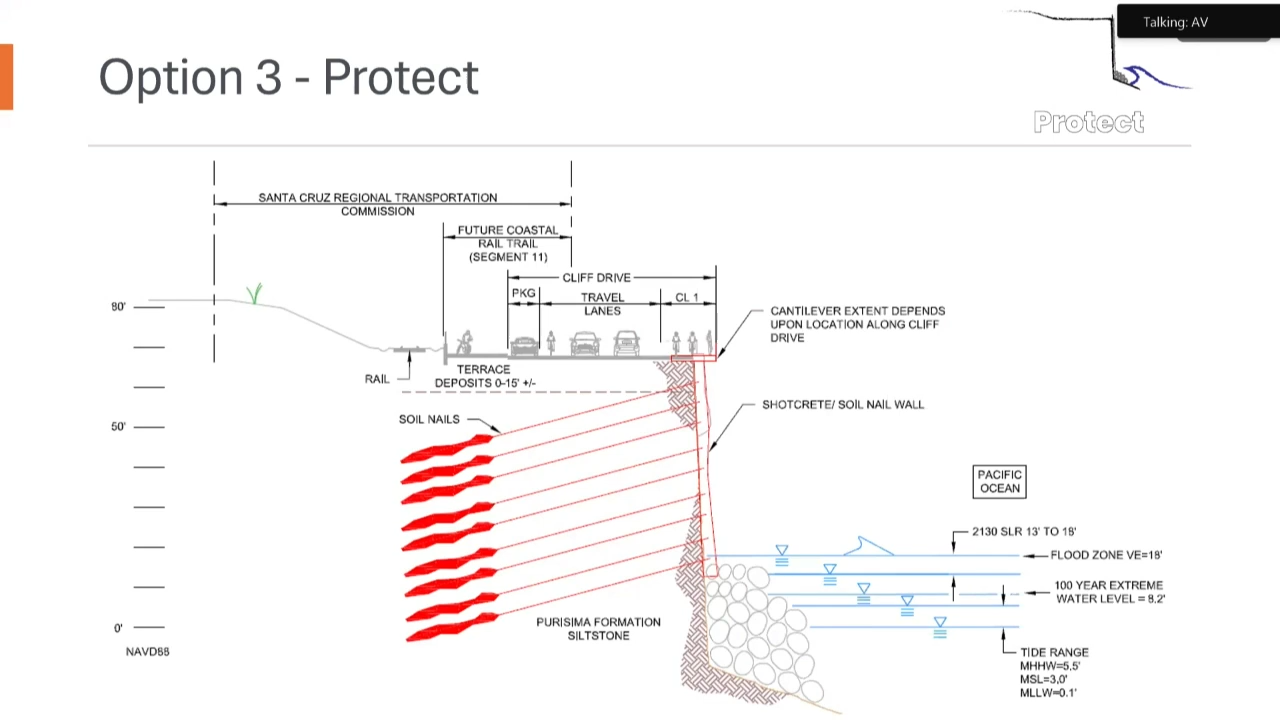 Talking: AV
Option 3 - Protect
Protect
SANTA CRUZ REGIONAL TRANSPORTATION
COMMISSION
FUTURE COASTAL
RAIL TRAIL
(SEGMENT 11)
CLIFF DRIVE
PKG
TRAVEL
LANES
CL 1
80'
CANTILEVER EXTENT DEPENDS
UPON LOCATION ALONG CLIFF
DRIVE
RAIL
TERRACE
DEPOSITS 0-15' +/-
SHOTCRETE/ SOIL NAIL WALL
SOIL NAILS
50'
PACIFIC
OCEAN
2130 SLR 13' TO 18'
FLOOD ZONE VE=18'
100 YEAR EXTREME
WATER LEVEL = 8.2'
PURISIMA FORMATION
SILTSTONE
0'
NAVD88
TIDE RANGE
MHHW=5.5'
MSL=3.0'
MLLW=0.1'